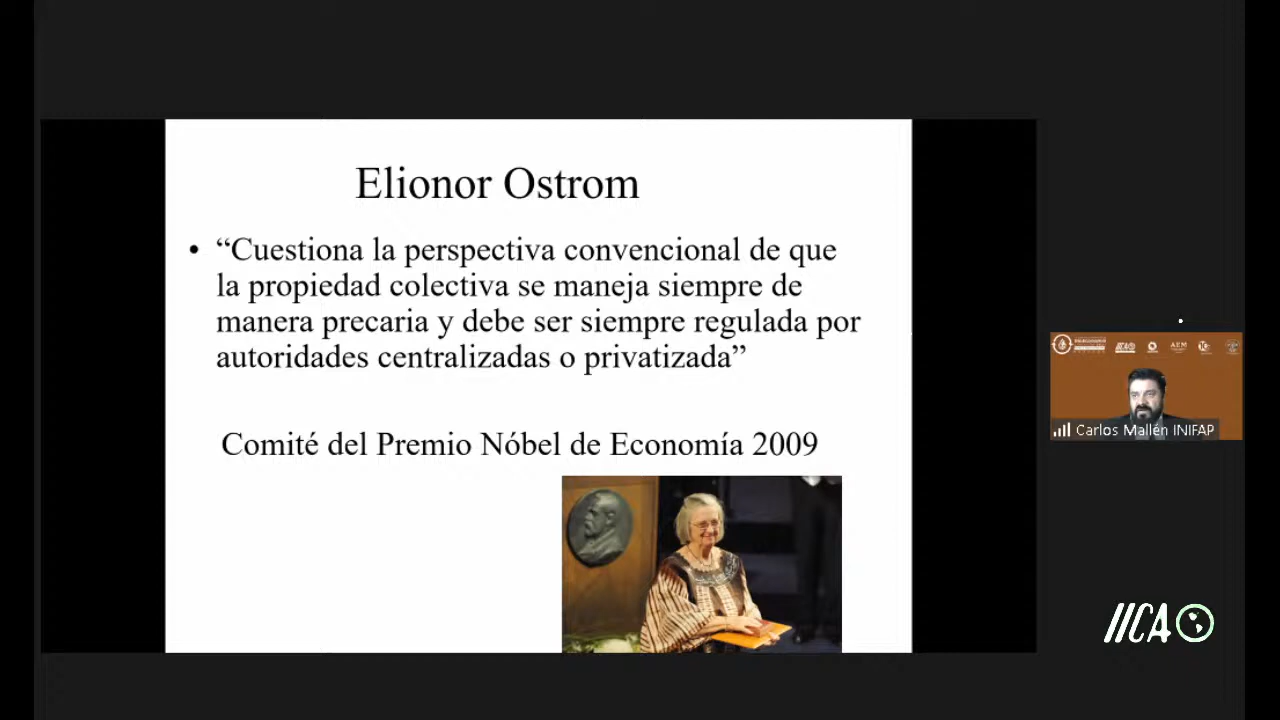 Elionor Ostrom
• “Cuestiona la perspectiva convencional de que
la propiedad colectiva se maneja siempre de
manera precaria y debe ser siempre regulada por
autoridades centralizadas o privatizada”
Comité del Premio Nóbel de Economía 2009
Carlos Mallén INIFAP
IICA